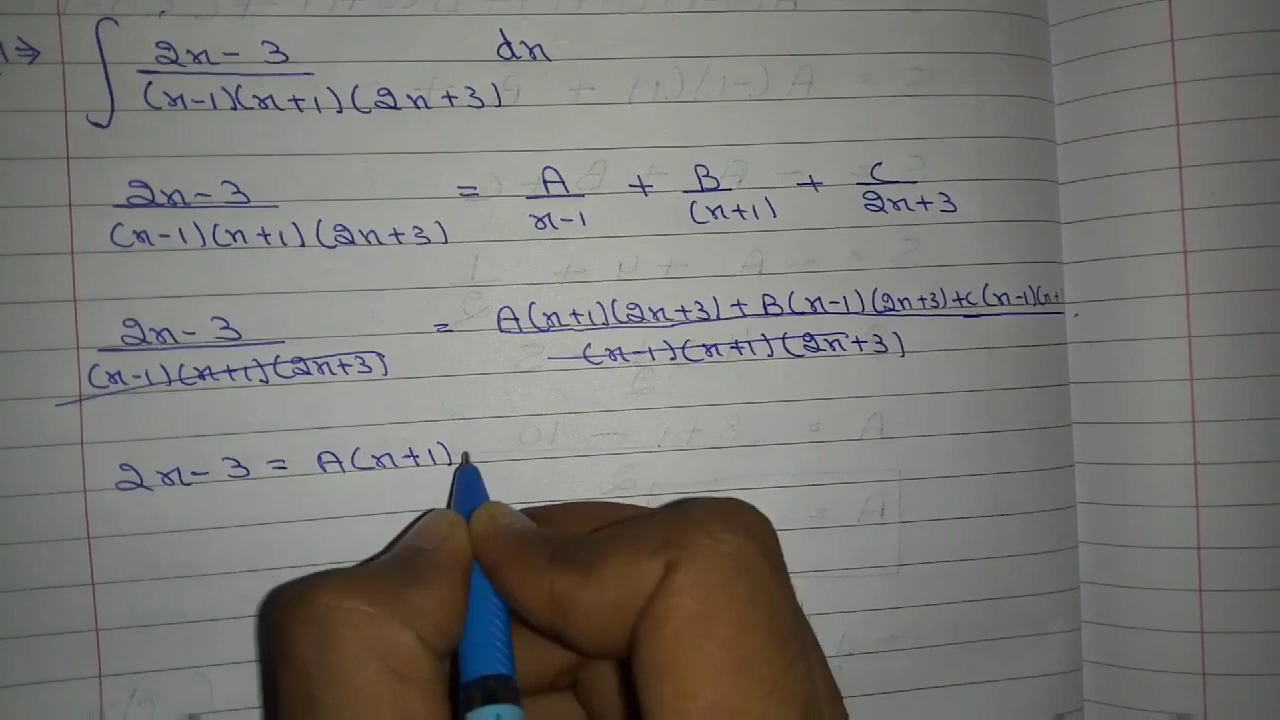 ⇒ ∫ 2x-3 / (x-1)(x+1)(2x+3) dx
2x-3 / (x-1)(x+1)(2x+3) = A / x-1 + B / (x+1) + C / 2x+3
2x-3 / (x-1)(x+1)(2x+3) = A(x+1)(2x+3)+B(x-1)(2x+3)+C(x-1)(x+ / (x-1)(x+1)(2x+3)
2x-3 = A(x+1)